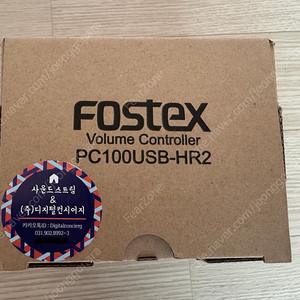 FOSTEX
Volume Controller
PC100USB-HR2
사운드스트림
&
(주)디지털컨시어지
카카오톡ID : Digitalconcierg
031.902.8992~3